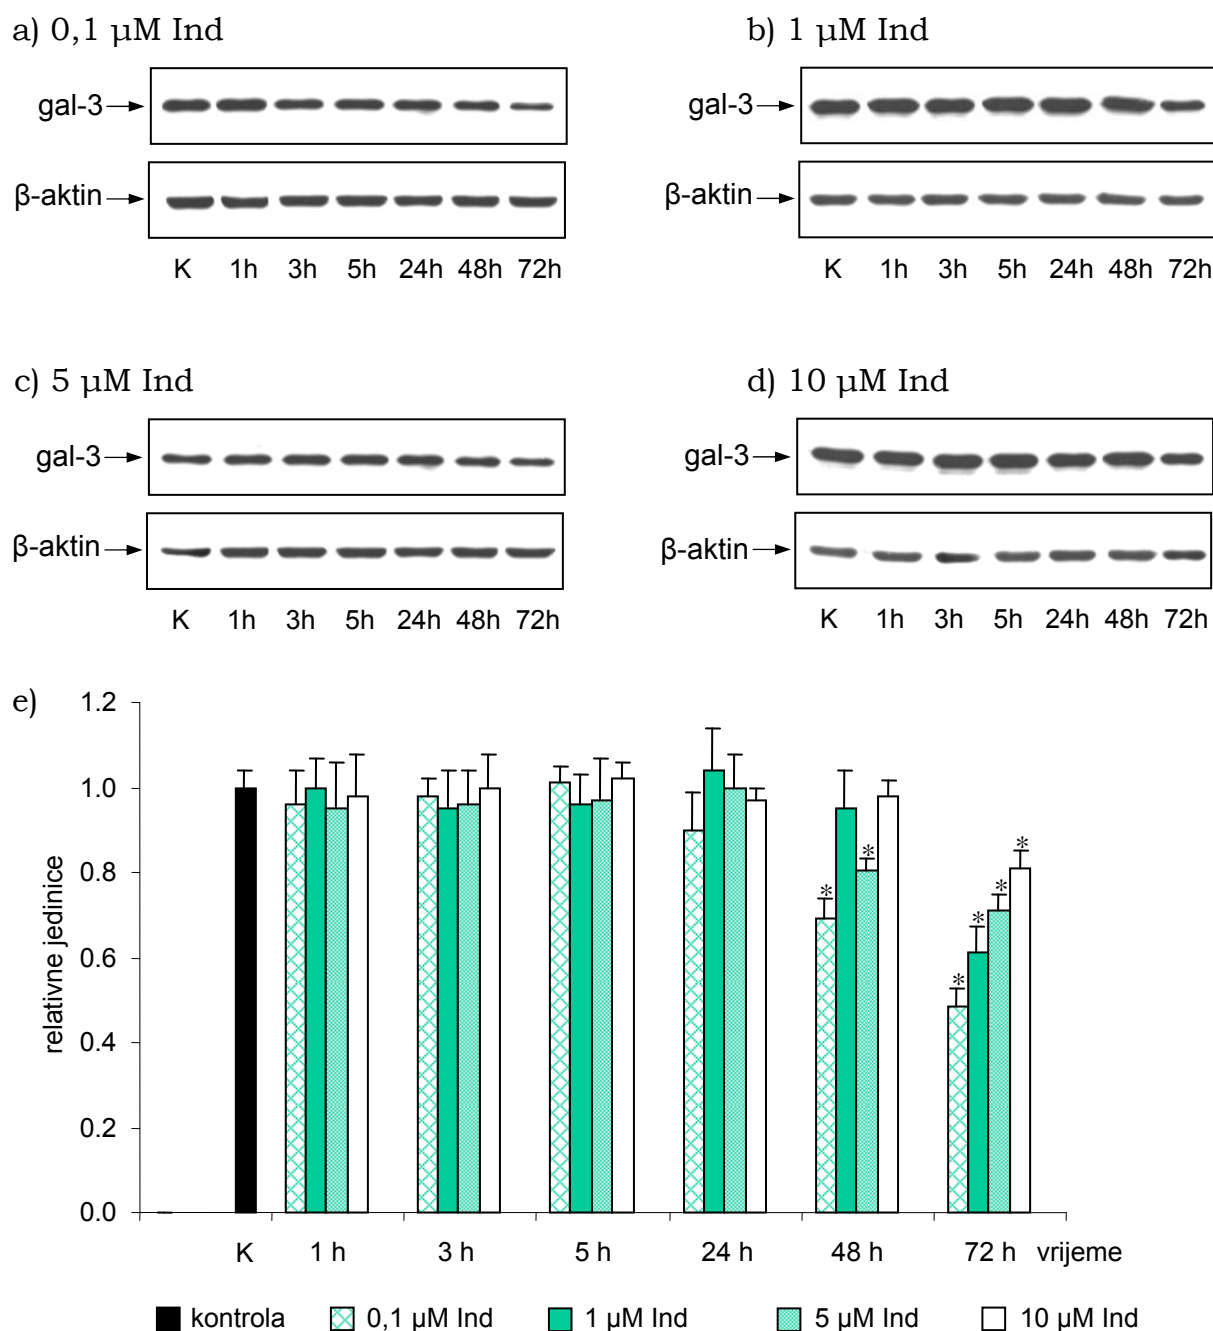 a) 0,1 µM Ind
gal-3
β-aktin
K 1h 3h 5h 24h 48h 72h
b) 1 µM Ind
gal-3
β-aktin
K 1h 3h 5h 24h 48h 72h
c) 5 µM Ind
gal-3
β-aktin
K 1h 3h 5h 24h 48h 72h
d) 10 µM Ind
gal-3
β-aktin
K 1h 3h 5h 24h 48h 72h
e)
relativne jedinice
1.2
1.0
0.8
0.6
0.4
0.2
0.0
* * * * * *
K 1 h 3 h 5 h 24 h 48 h 72 h vrijeme
kontrola 0,1 µM Ind 1 µM Ind 5 µM Ind 10 µM Ind